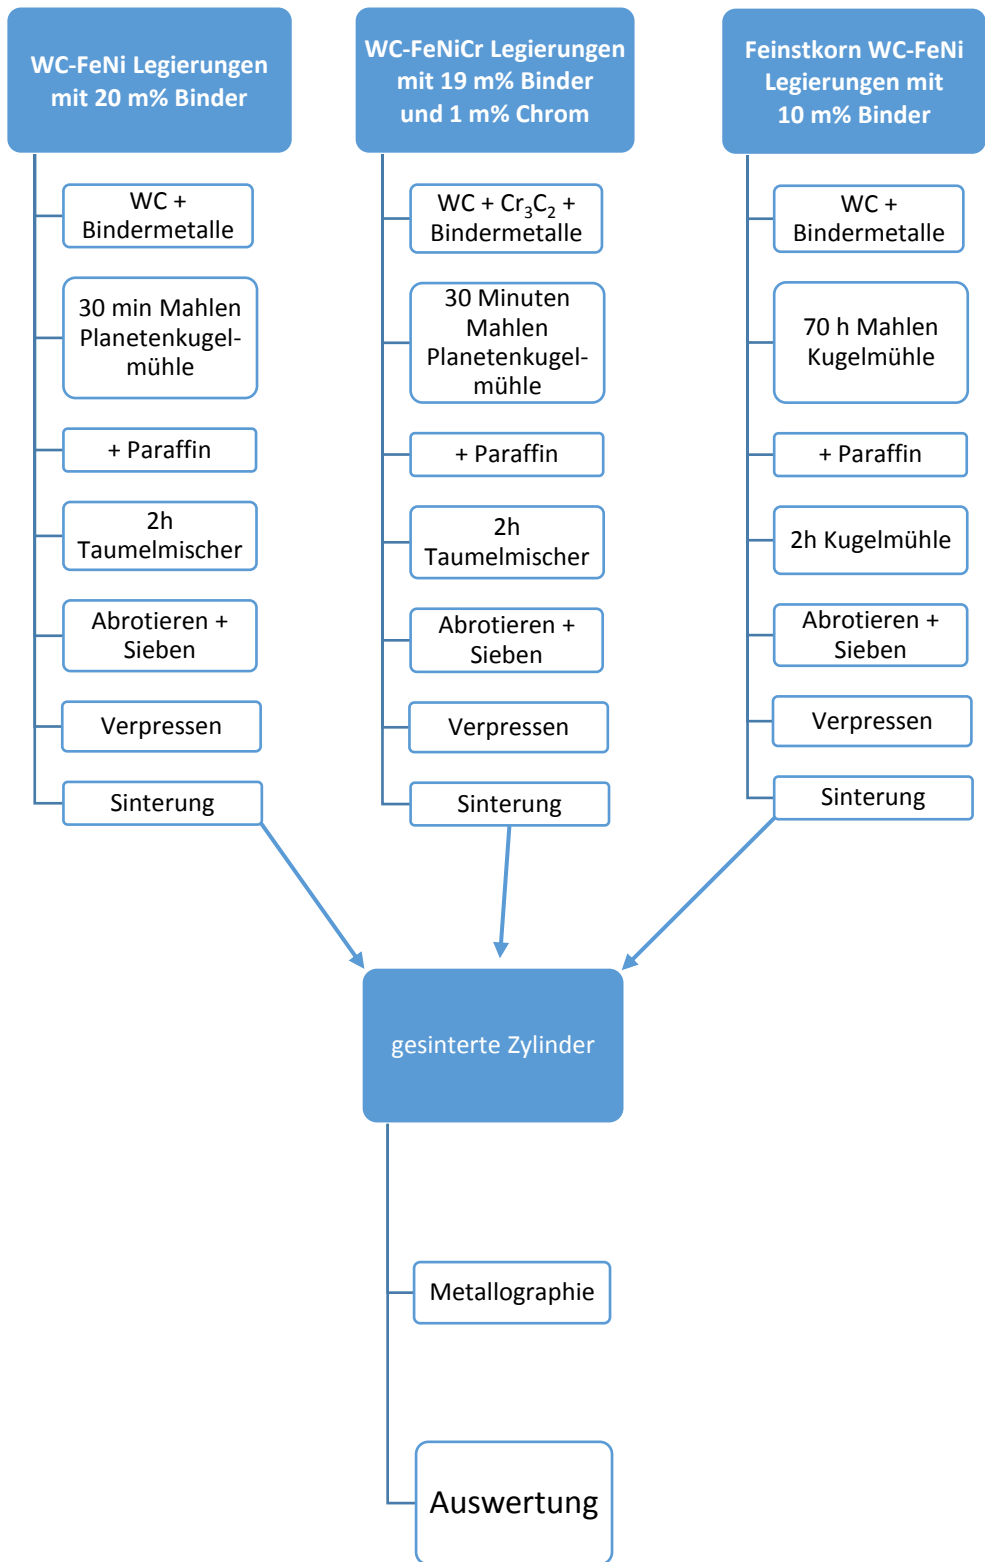 WC-FeNi Legierungen
mit 20 m% Binder
WC + 
Bindermetalle
30 min Mahlen
Planetenkugel-
mühle
+ Paraffin
2h
Taumelmischer
Abrotieren +
Sieben
Verpressen
Sinterung
WC-FeNiCr Legierungen
mit 19 m% Binder
und 1 m% Chrom
WC + Cr₃C₂ +
Bindermetalle
30 Minuten
Mahlen
Planetenkugel-
mühle
+ Paraffin
2h
Taumelmischer
Abrotieren +
Sieben
Verpressen
Sinterung
Feinstkorn WC-FeNi
Legierungen mit
10 m% Binder
WC +
Bindermetalle
70 h Mahlen
Kugelmühle
+ Paraffin
2h Kugelmühle
Abrotieren +
Sieben
Verpressen
Sinterung
gesinterte Zylinder
Metallographie
Auswertung